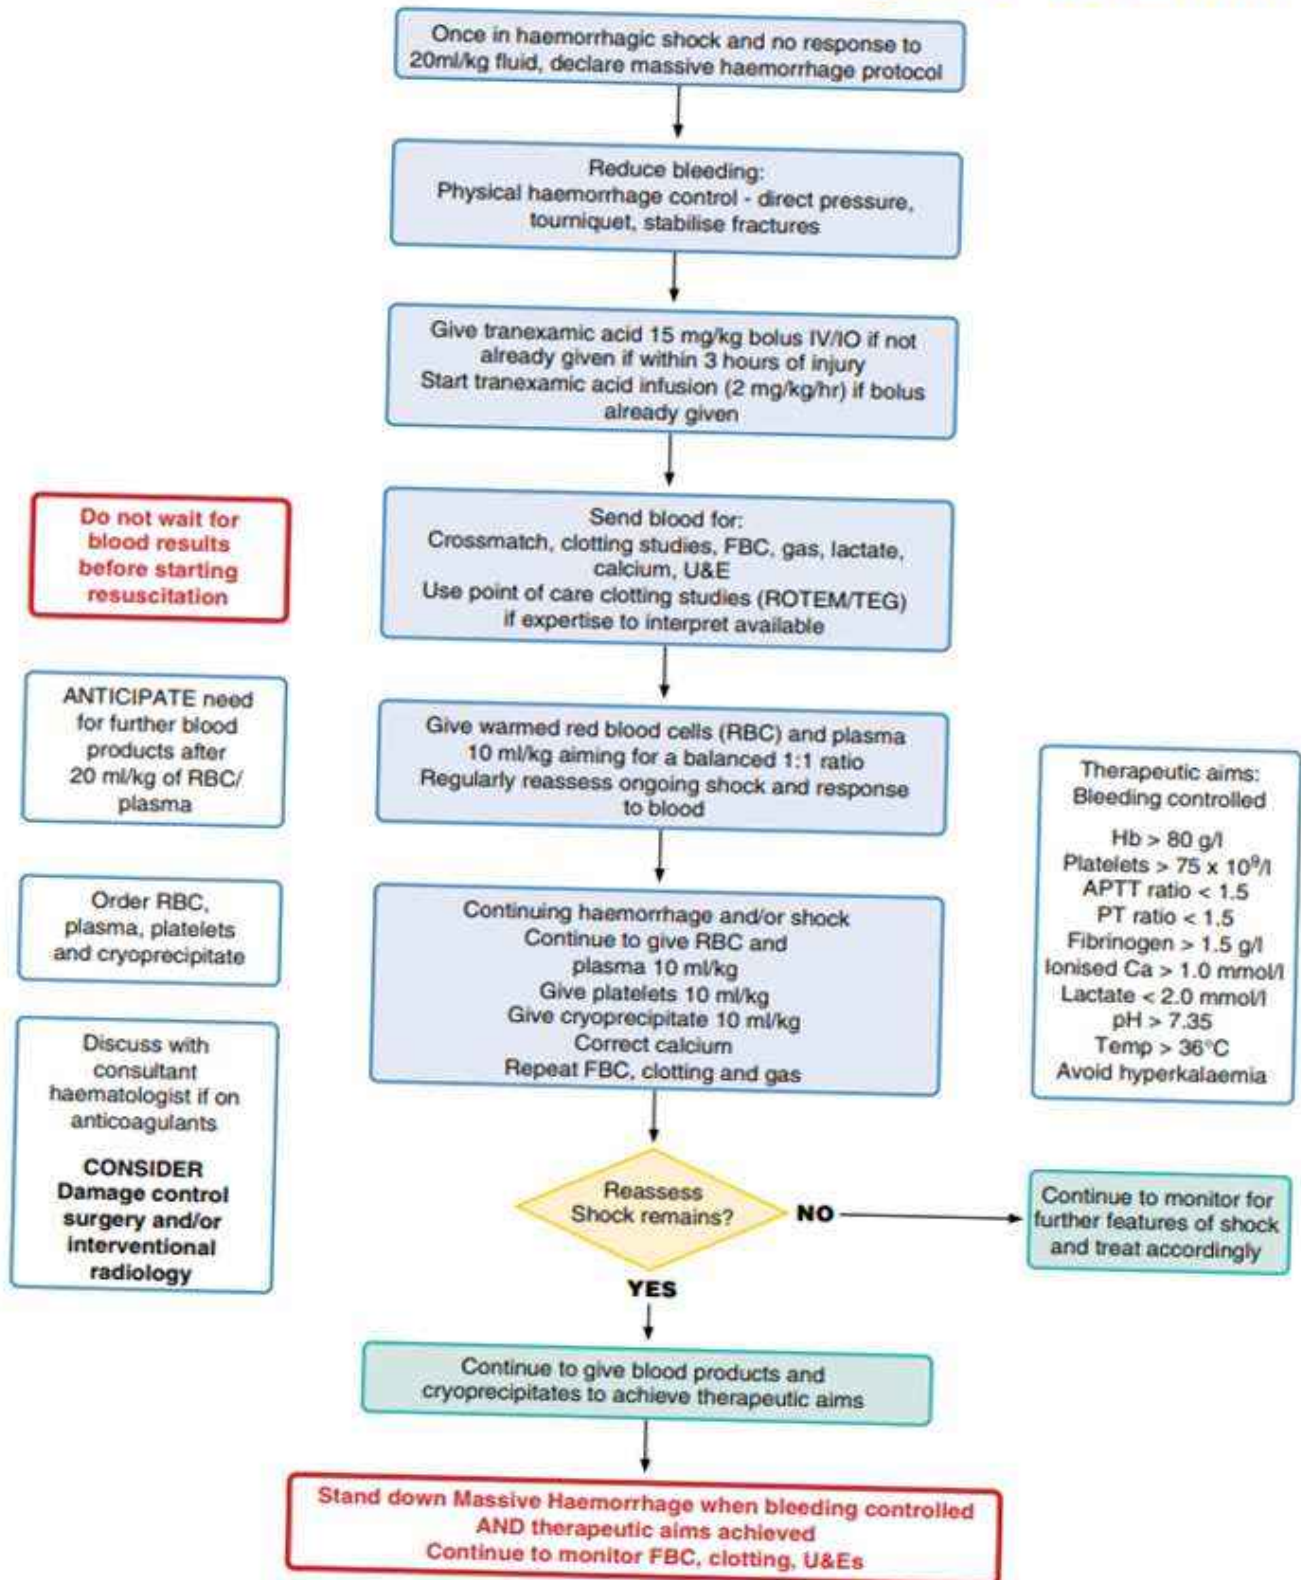 Once in haemorrhagic shock and no response to
20ml/kg fluid, declare massive haemorrhage protocol
Reduce bleeding:
Physical haemorrhage control - direct pressure,
tourniquet, stabilise fractures
Give tranexamic acid 15 mg/kg bolus IV/IO if not
already given if within 3 hours of injury
Start tranexamic acid infusion (2 mg/kg/hr) if bolus
already given
Do not wait for
blood results
before starting
resuscitation
Send blood for:
Crossmatch, clotting studies, FBC, gas, lactate,
calcium, U&E
Use point of care clotting studies (ROTEM/TEG)
if expertise to interpret available
ANTICIPATE need
for further blood
products after
20 ml/kg of RBC/
plasma
Give warmed red blood cells (RBC) and plasma
10 ml/kg aiming for a balanced 1:1 ratio
Regularly reassess ongoing shock and response
to blood
Therapeutic aims:
Bleeding controlled
Hb > 80 g/l
Platelets > 75 x 10⁹/l
APTT ratio < 1.5
PT ratio < 1.5
Fibrinogen > 1.5 g/l
Ionised Ca > 1.0 mmol/l
Lactate < 2.0 mmol/l
pH > 7.35
Temp > 36°C
Avoid hyperkalaemia
Order RBC,
plasma, platelets
and cryoprecipitate
Continuing haemorrhage and/or shock
Continue to give RBC and
plasma 10 ml/kg
Give platelets 10 ml/kg
Give cryoprecipitate 10 ml/kg
Correct calcium
Repeat FBC, clotting and gas
Discuss with
consultant
haematologist if on
anticoagulants
CONSIDER
Damage control
surgery and/or
interventional
radiology
Reassess
Shock remains?
NO
Continue to monitor for
further features of shock
and treat accordingly
YES
Continue to give blood products and
cryoprecipitates to achieve therapeutic aims
Stand down Massive Haemorrhage when bleeding controlled
AND therapeutic aims achieved
Continue to monitor FBC, clotting, U&Es